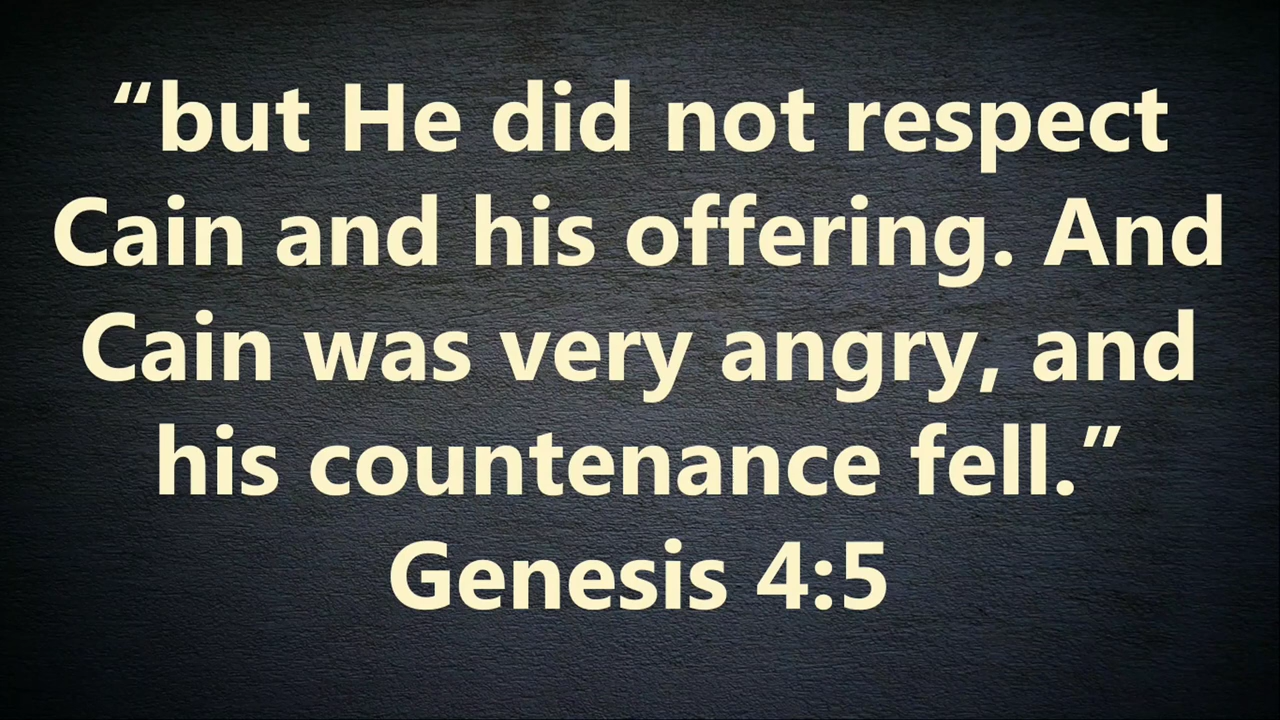 “but He did not respect
Cain and his offering. And
Cain was very angry, and
his countenance fell.”
Genesis 4:5